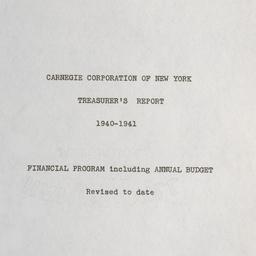 CARNEGIE CORPORATION OF NEW YORK
TREASURER'S REPORT
1940-1941
FINANCIAL PROGRAM including ANNUAL BUDGET
Revised to date